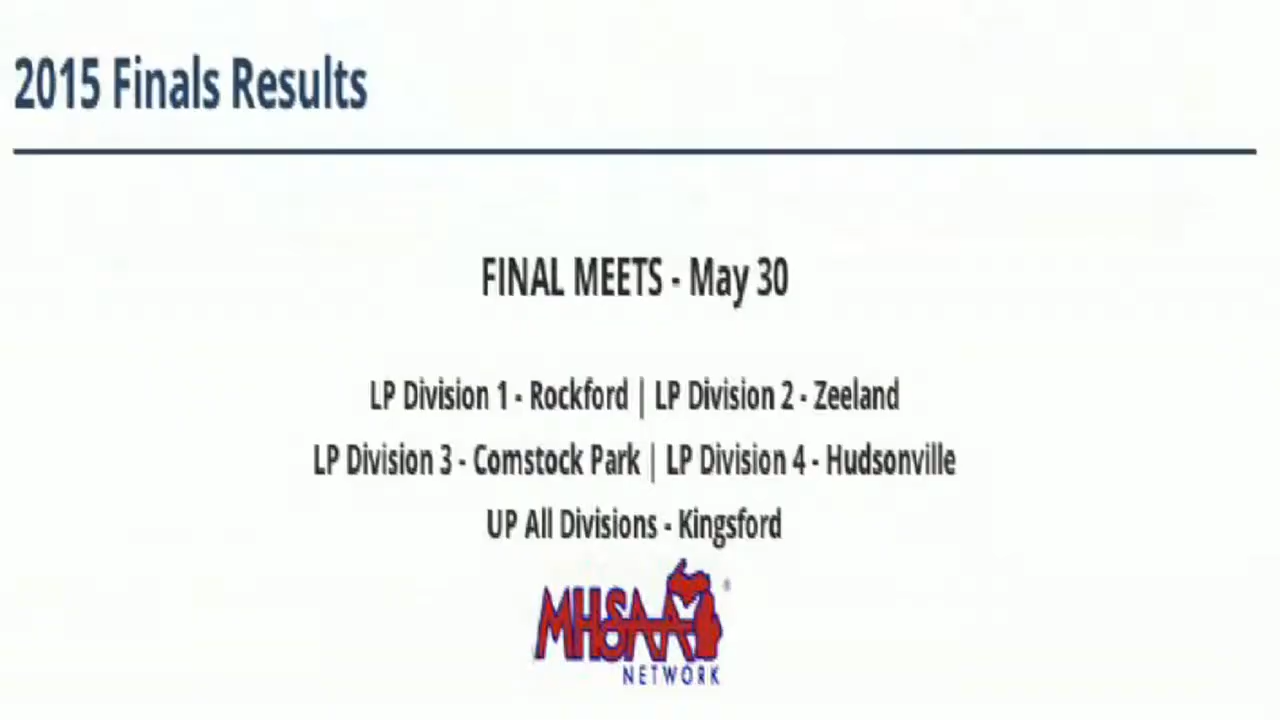 2015 Finals Results
FINAL MEETS - May 30
LP Division 1 - Rockford | LP Division 2 - Zeeland
LP Division 3 - Comstock Park | LP Division 4 - Hudsonville
UP All Divisions - Kingsford
MHSAA®
NETWORK